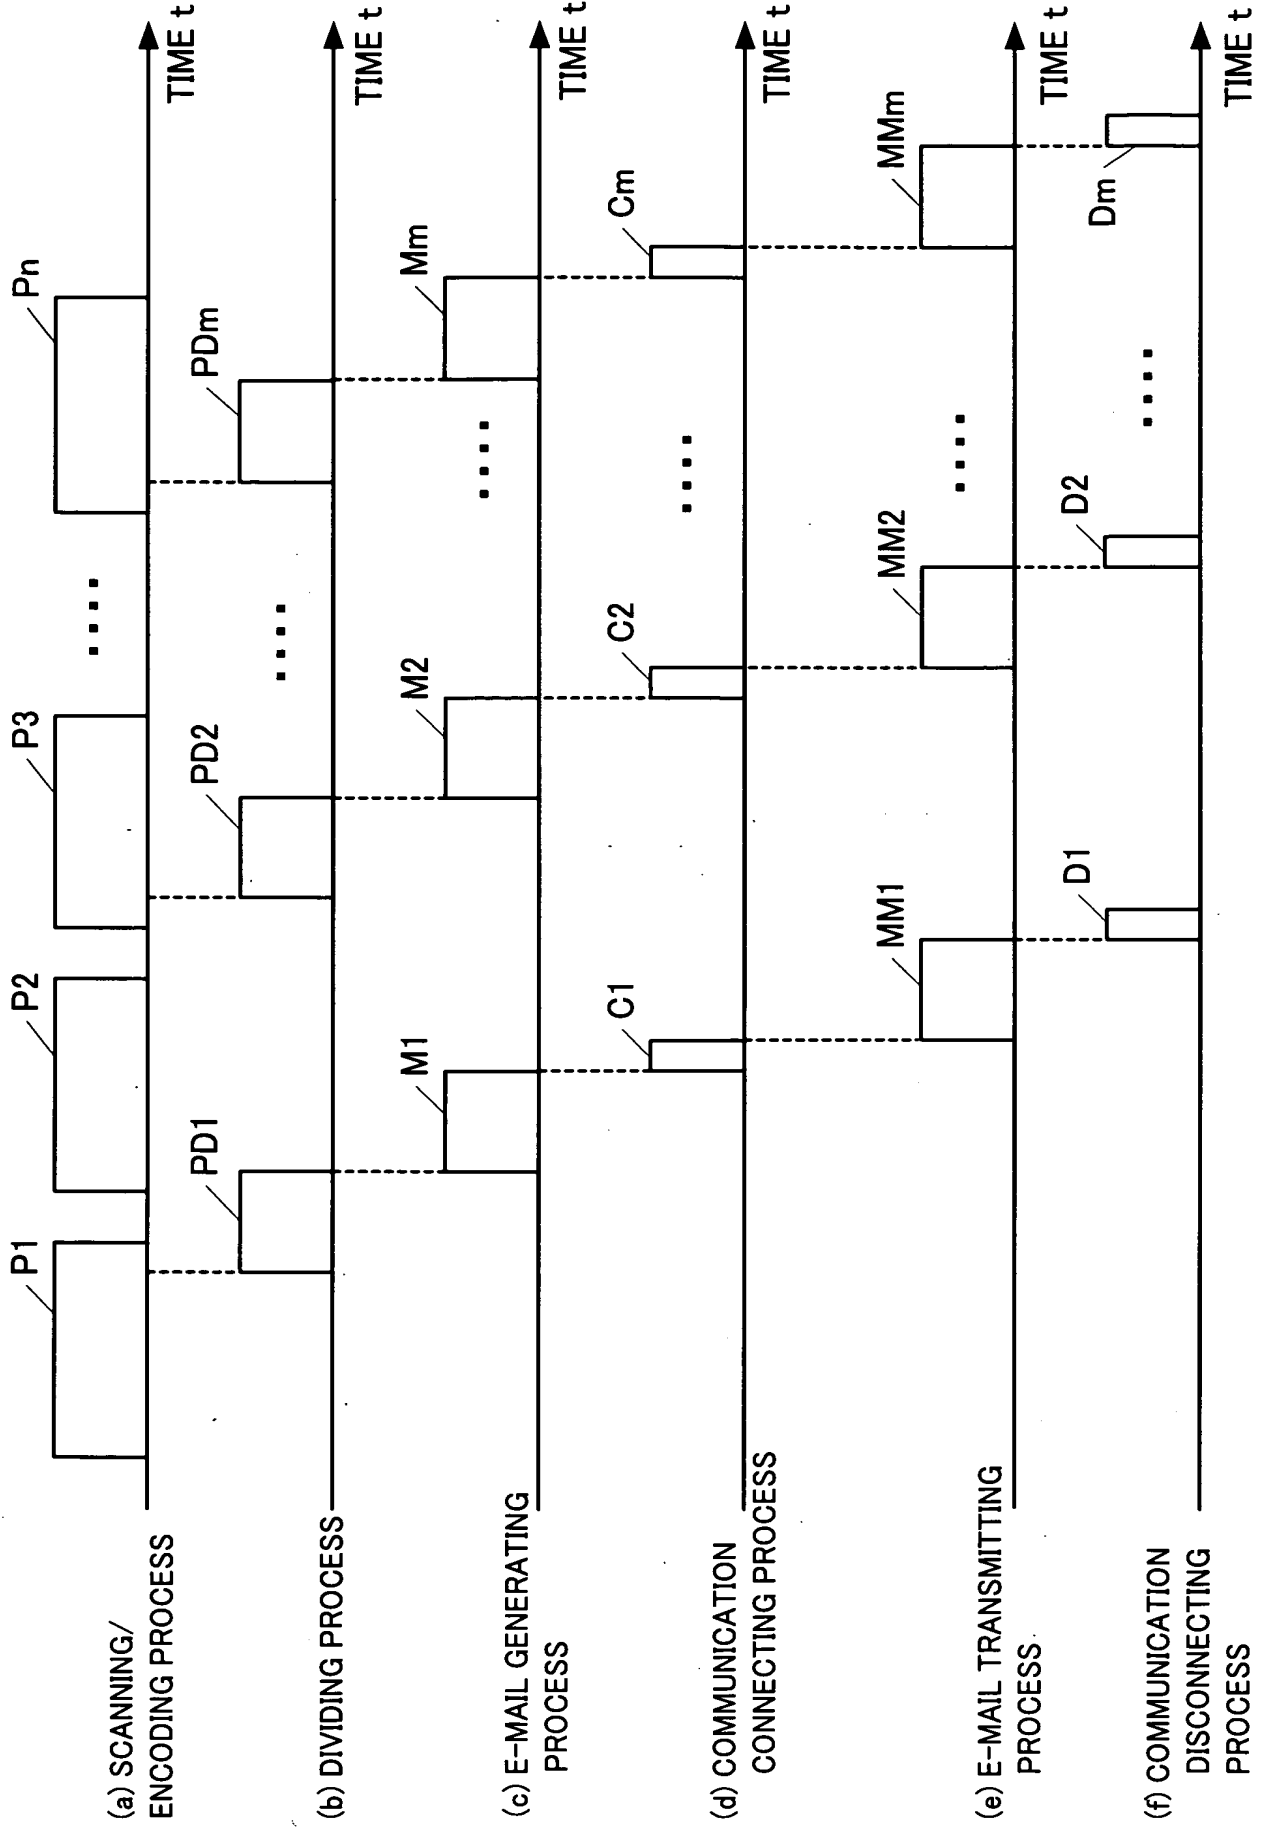 (a) SCANNING/
ENCODING PROCESS
P1
P2
P3
Pn
TIME t
(b) DIVIDING PROCESS
PD1
PD2
PDm
TIME t
(c) E-MAIL GENERATING
PROCESS
M1
M2
Mm
TIME t
(d) COMMUNICATION
CONNECTING PROCESS
C1
C2
Cm
TIME t
(e) E-MAIL TRANSMITTING
PROCESS
MM1
MM2
MMm
TIME t
(f) COMMUNICATION
DISCONNECTING
PROCESS
D1
D2
Dm
TIME t